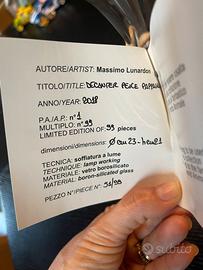 AUTORE/ARTIST: Massimo Lunardon
TITOLO/TITLE: DECANTER PESCE PAPPAGALLO
ANNO/YEAR: 2018
P.A./A.P.: n°1
MULTIPLO: n°99
LIMITED EDITION OF 99 pieces
dimensioni/dimensions: Ø cm 23 - h cm 21
TECNICA: soffiatura a lume
TECHNIQUE: lamp working
MATERIALE: vetro borosilicato
MATERIAL: boron-silicated glass
PEZZO N°/PIECE N°: 51/99
subito